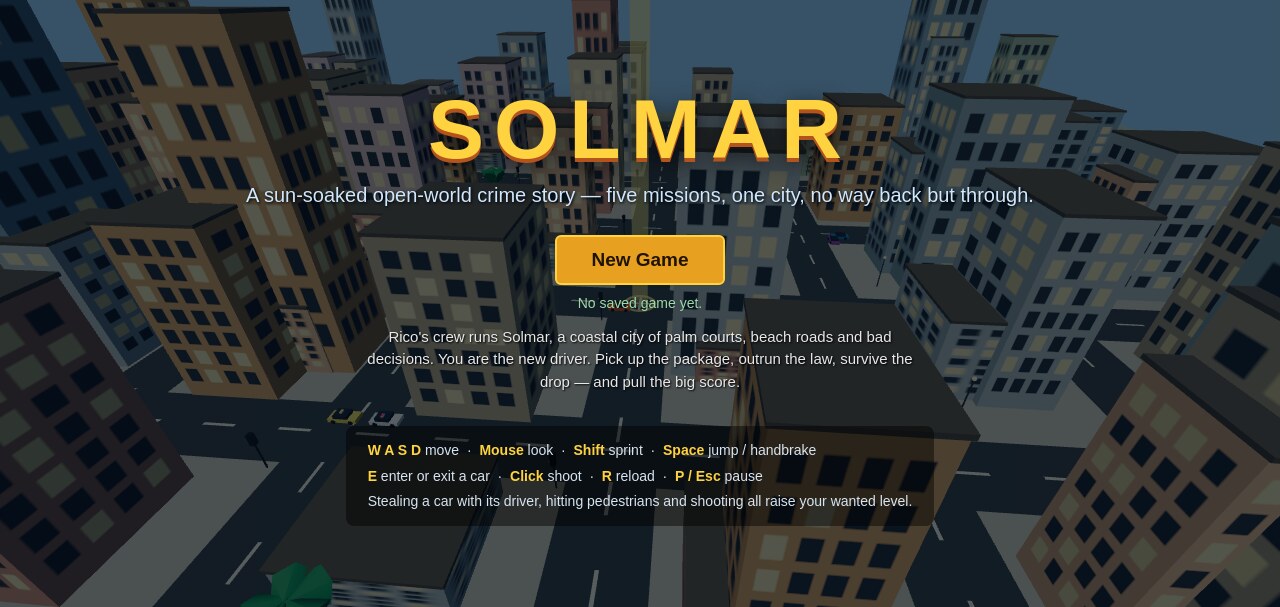 SOLMAR
A sun-soaked open-world crime story — five missions, one city, no way back but through.
New Game
No saved game yet.
Rico's crew runs Solmar, a coastal city of palm courts, beach roads and bad
decisions. You are the new driver. Pick up the package, outrun the law, survive the
drop — and pull the big score.
W A S D move · Mouse look · Shift sprint · Space jump / handbrake
E enter or exit a car · Click shoot · R reload · P / Esc pause
Stealing a car with its driver, hitting pedestrians and shooting all raise your wanted level.